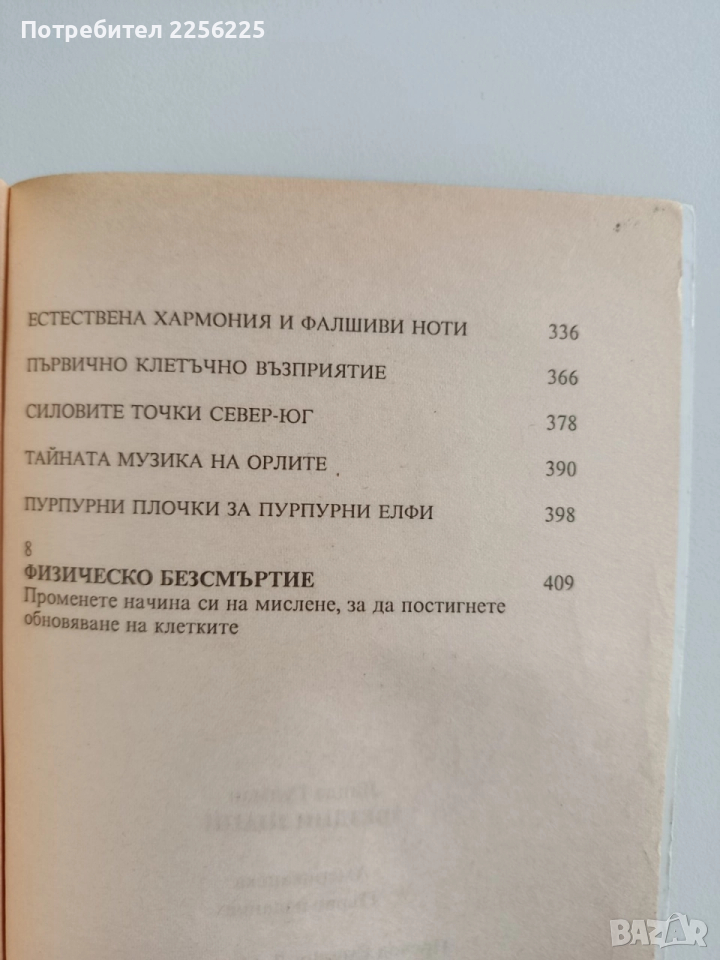 Потребител 2256225
ЕСТЕСТВЕНА ХАРМОНИЯ И ФАЛШИВИ НОТИ 336
ПЪРВИЧНО КЛЕТЪЧНО ВЪЗПРИЯТИЕ 366
СИЛОВИТЕ ТОЧКИ СЕВЕР-ЮГ 378
ТАЙНАТА МУЗИКА НА ОРЛИТЕ 390
ПУРПУРНИ ПЛОЧКИ ЗА ПУРПУРНИ ЕЛФИ 398
8
ФИЗИЧЕСКО БЕЗСМЪРТИЕ 409
Променете начина си на мислене, за да постигнете
обновяване на клетките
BAZAR